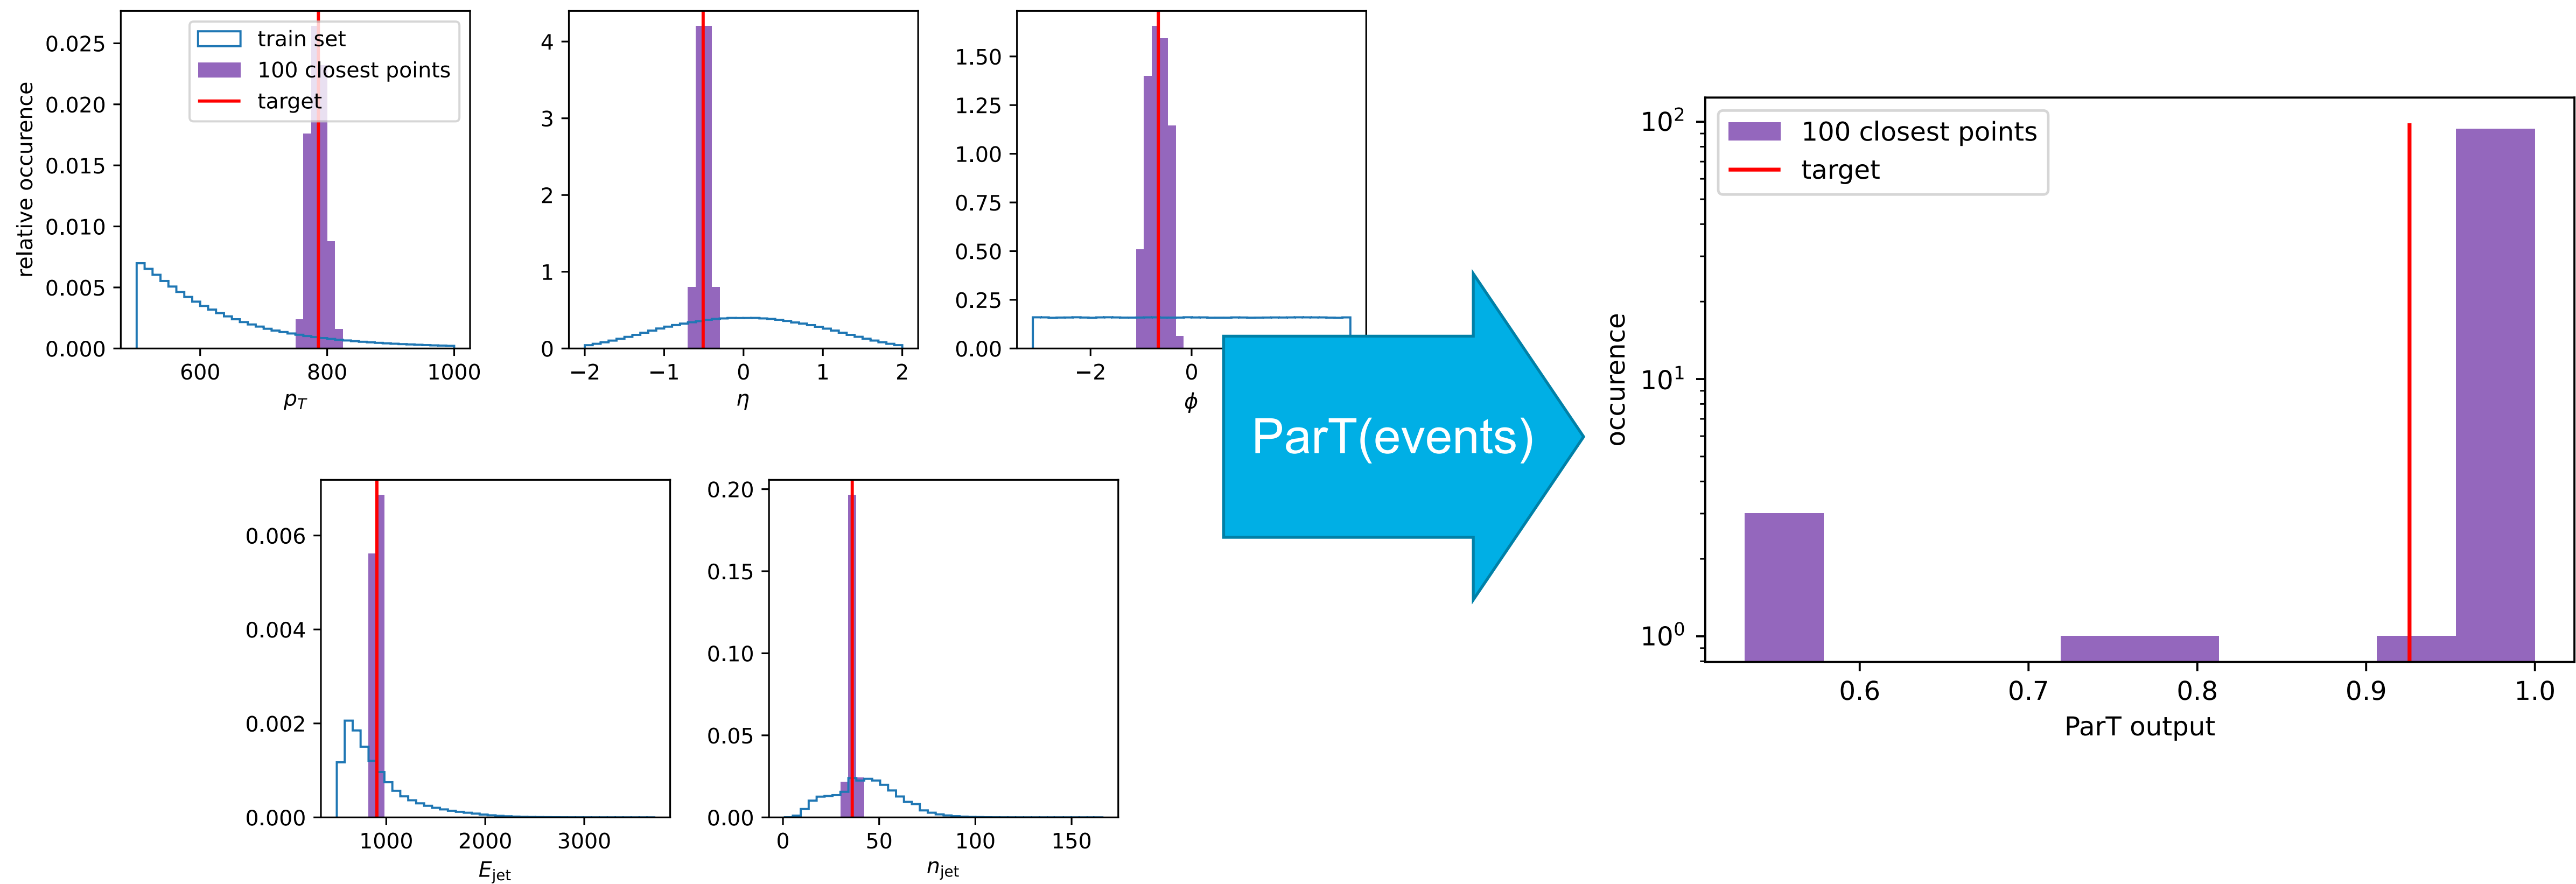 relative occurence
0.025
0.020
0.015
0.010
0.005
0.000
600 800 1000
p_T
train set
100 closest points
target
4
3
2
1
0
−2 −1 0 1 2
η
1.50
1.25
1.00
0.75
0.50
0.25
0.00
−2 0
ϕ
0.006
0.004
0.002
0.000
1000 2000 3000
E_jet
0.20
0.15
0.10
0.05
0.00
0 50 100 150
n_jet
ParT(events)
occurence
10²
10¹
10⁰
100 closest points
target
0.6 0.7 0.8 0.9 1.0
ParT output